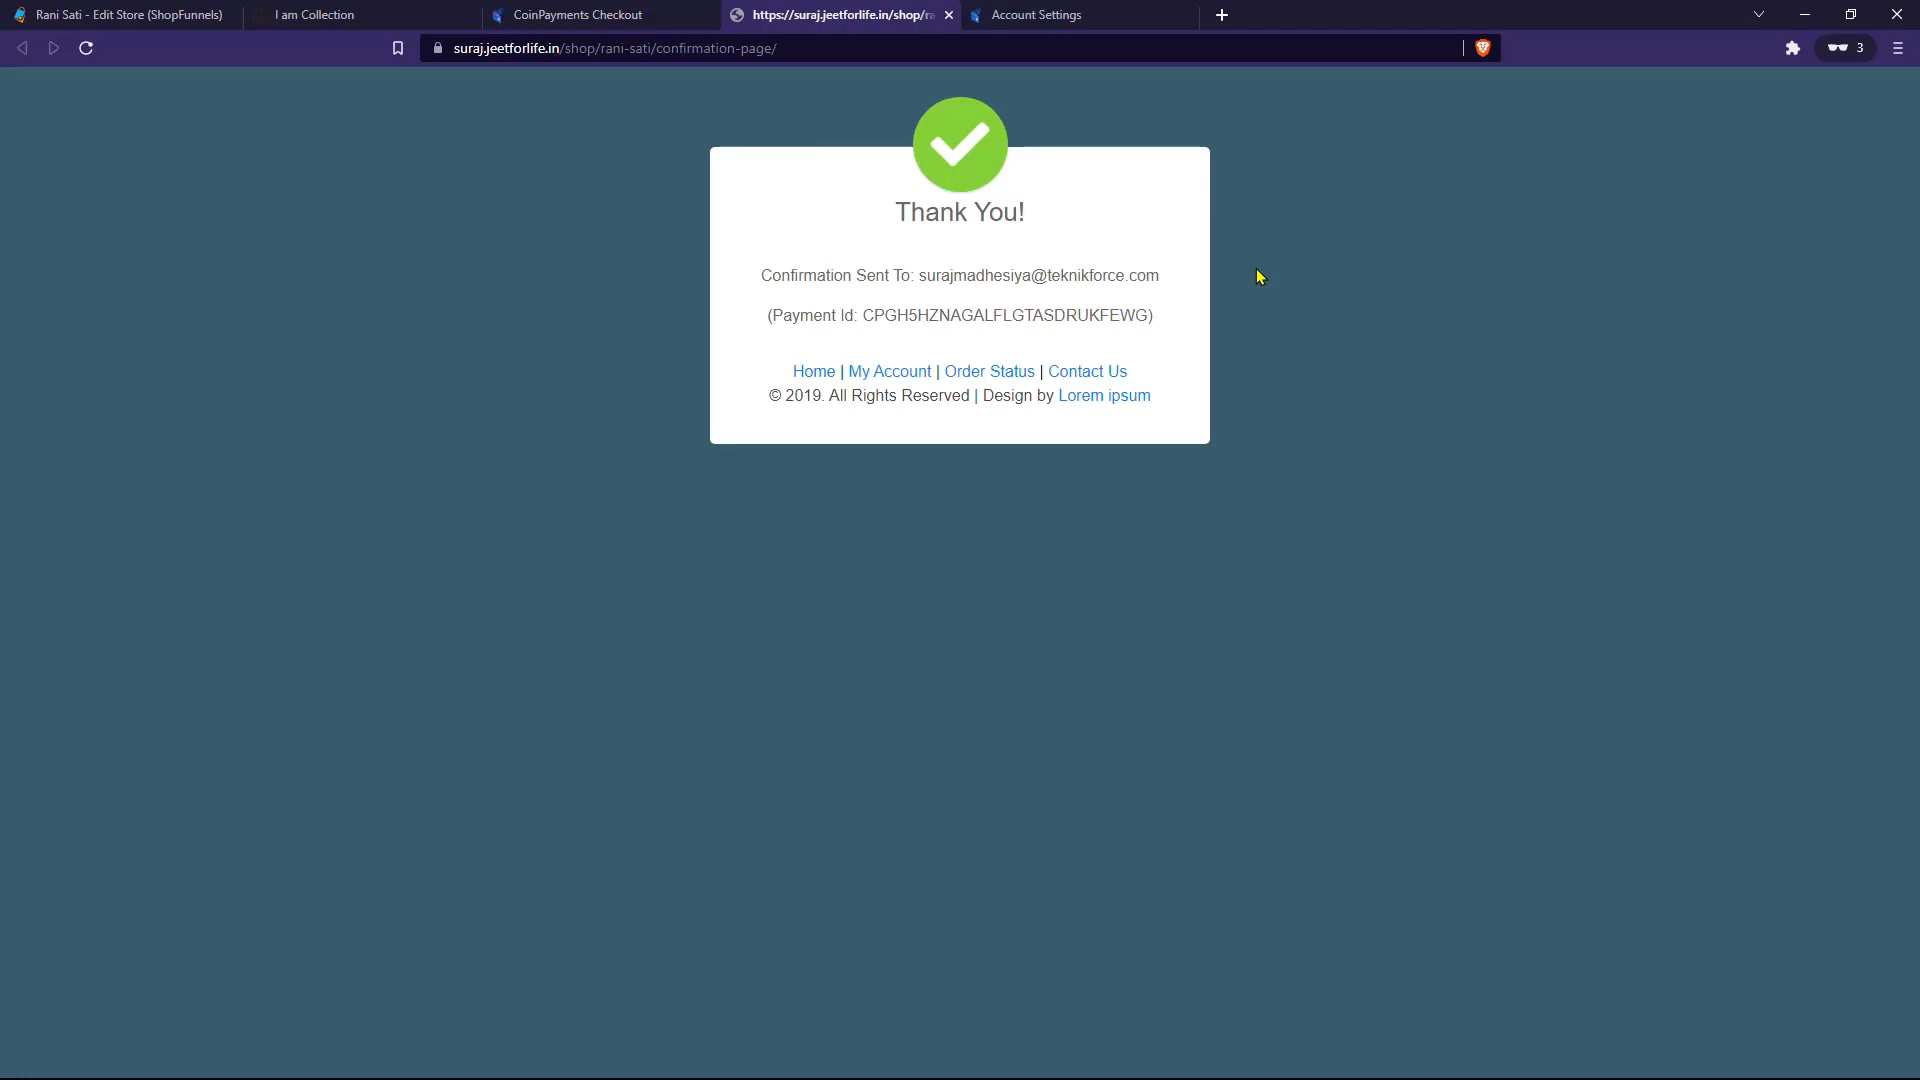 Rani Sati - Edit Store (ShopFunnels)
I am Collection
CoinPayments Checkout
https://suraj.jeetforlife.in/shop/ra
Account Settings
suraj.jeetforlife.in/shop/rani-sati/confirmation-page/
3
Thank You!
Confirmation Sent To: surajmadhesiya@teknikforce.com
(Payment Id: CPGH5HZNAGALFLGTASDRUKFEWG)
Home | My Account | Order Status | Contact Us
© 2019. All Rights Reserved | Design by Lorem ipsum